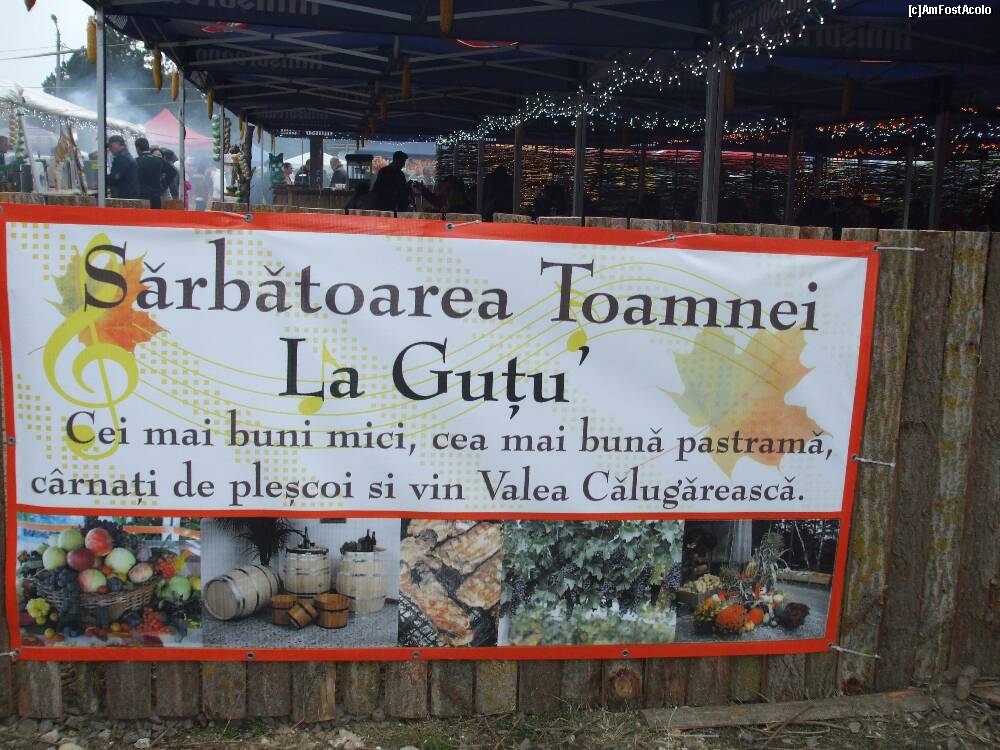 [c]AmFostAcolo
Sărbătoarea Toamnei
La Guțu'
Cei mai buni mici, cea mai bună pastramă,
cârnați de pleșcoi si vin Valea Călugărească.